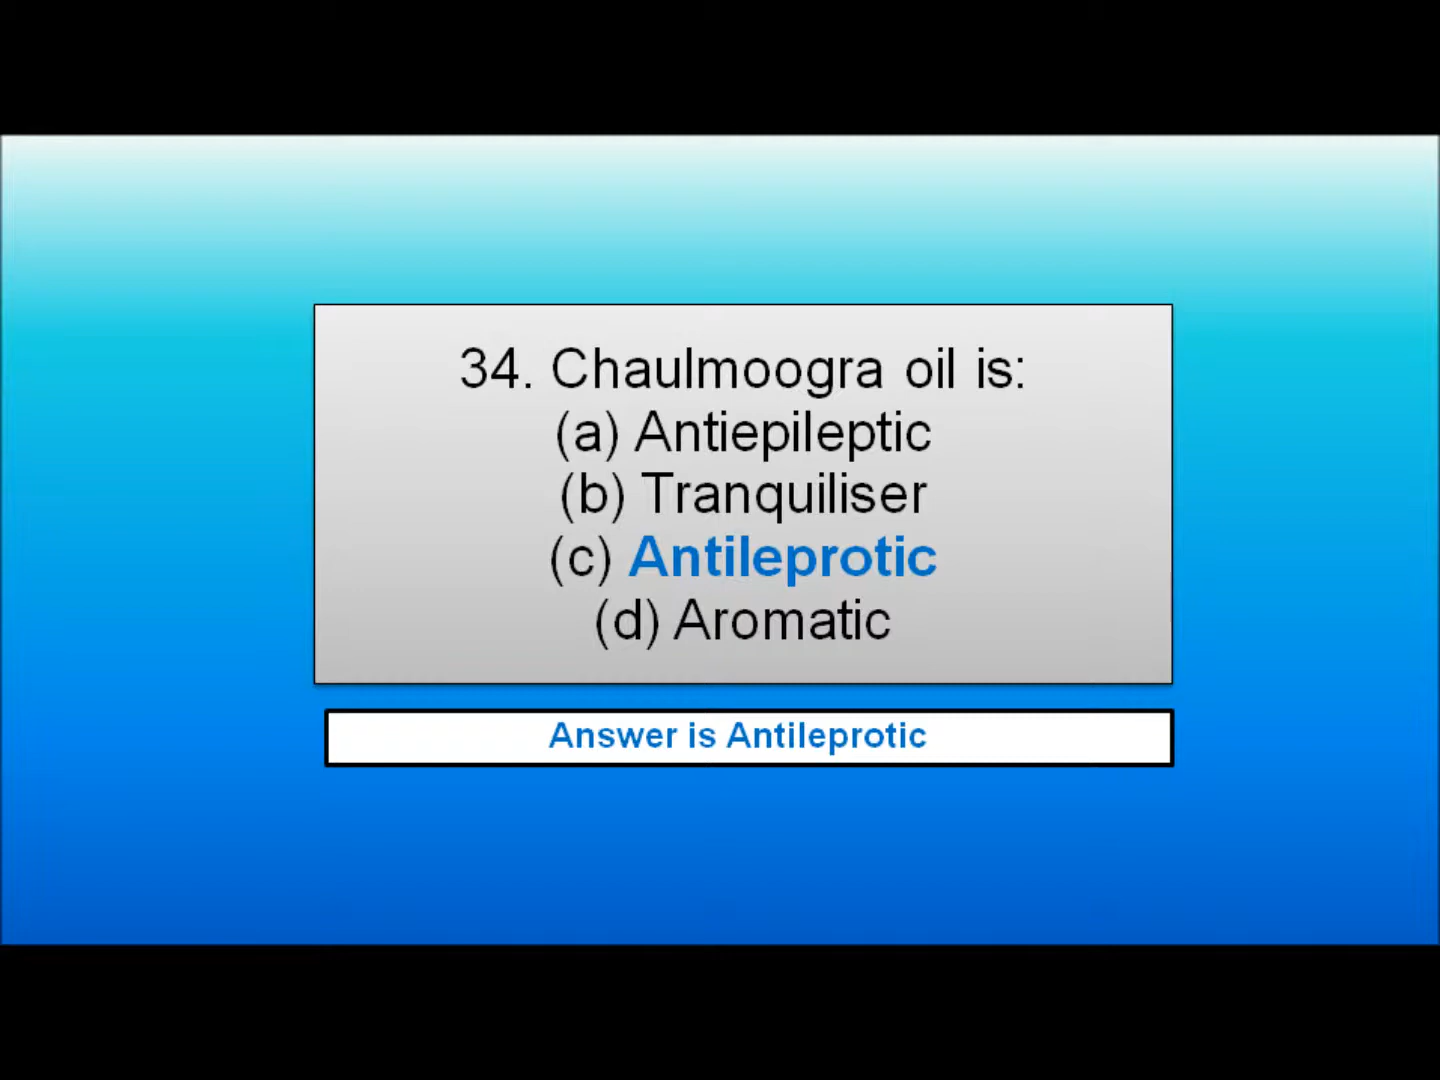 34. Chaulmoogra oil is:
(a) Antiepileptic
(b) Tranquiliser
(c) Antileprotic
(d) Aromatic
Answer is Antileprotic